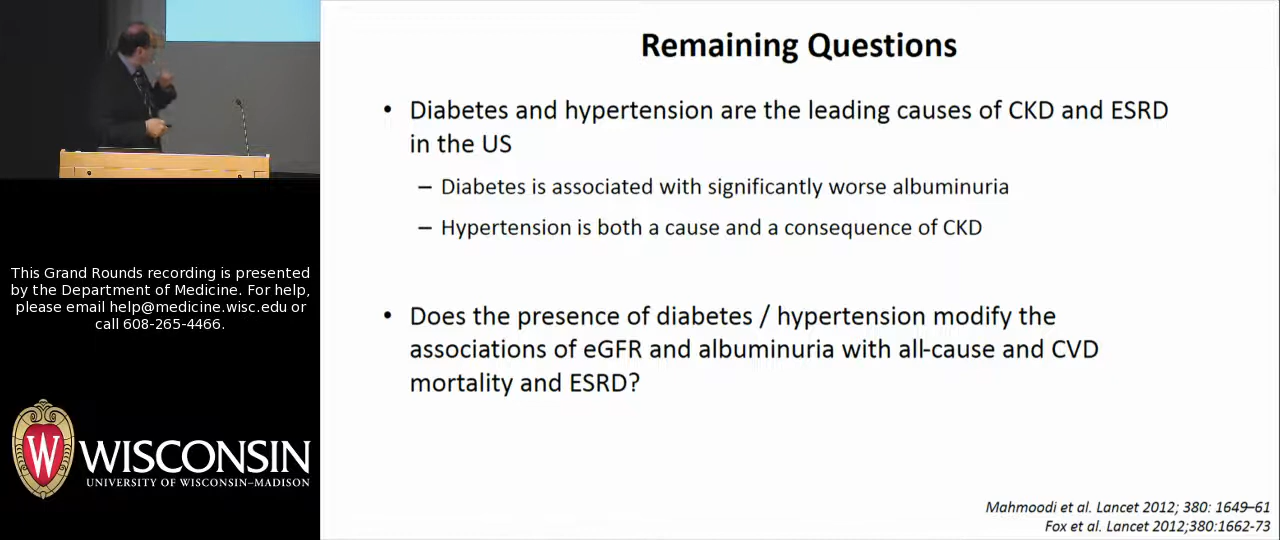 Remaining Questions
• Diabetes and hypertension are the leading causes of CKD and ESRD
in the US
– Diabetes is associated with significantly worse albuminuria
– Hypertension is both a cause and a consequence of CKD
• Does the presence of diabetes / hypertension modify the
associations of eGFR and albuminuria with all-cause and CVD
mortality and ESRD?
Mahmoodi et al. Lancet 2012; 380: 1649–61
Fox et al. Lancet 2012;380:1662-73
This Grand Rounds recording is presented
by the Department of Medicine. For help,
please email help@medicine.wisc.edu or
call 608-265-4466.
W
WISCONSIN
UNIVERSITY OF WISCONSIN–MADISON